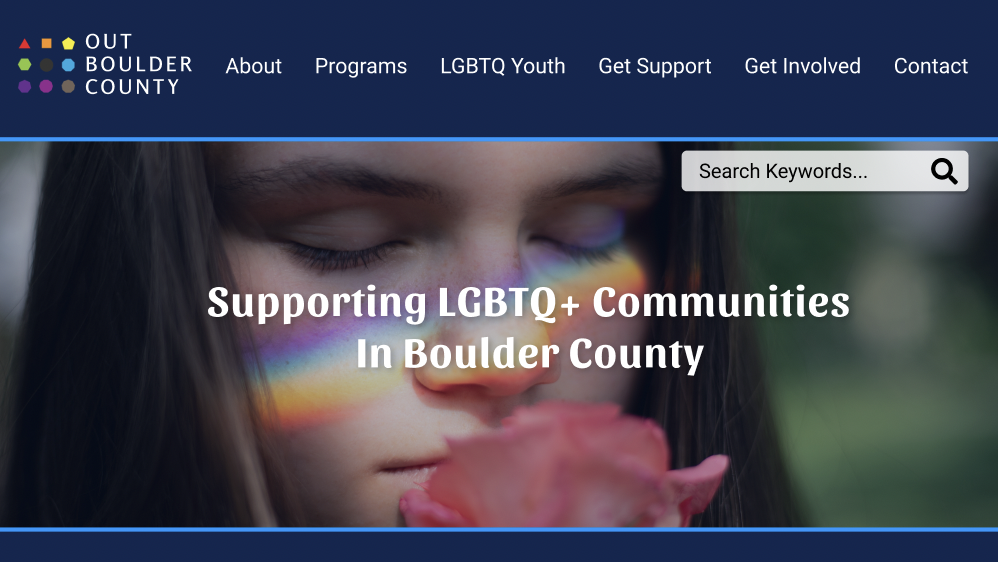 OUT
BOULDER
COUNTY
About Programs LGBTQ Youth Get Support Get Involved Contact
Search Keywords...
Supporting LGBTQ+ Communities
In Boulder County